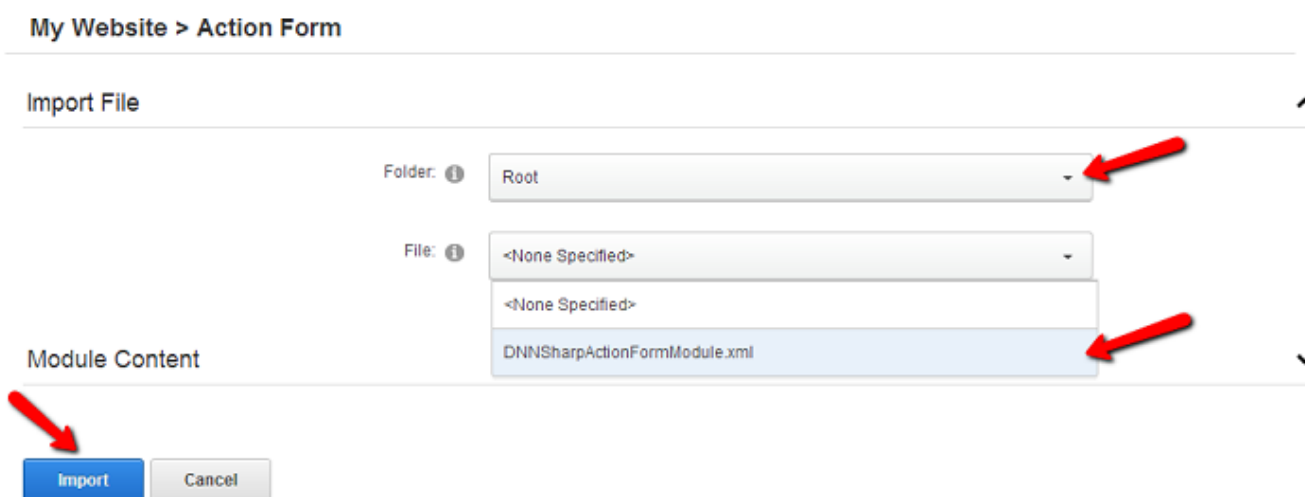 My Website > Action Form
Import File
Folder:
Root
File:
<None Specified>
<None Specified>
DNNSharpActionFormModule.xml
Module Content
Import
Cancel